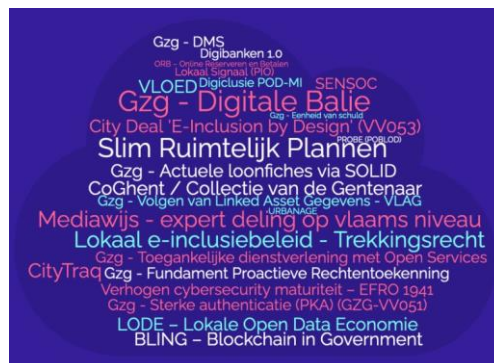 Gzg - DMS
Digibanken 1.0
ORB - Online Reserveren en Betalen
Lokaal Signaal (PIO)
VLOED Digiclusie POD-MI SENSOC
Gzg - Digitale Balie
Gzg - Eenheid van schuld
City Deal 'E-Inclusion by Design' (VV053)
PROBE (POBLOD)
Slim Ruimtelijk Plannen
Gzg - Actuele loonfiches via SOLID
CoGhent / Collectie van de Gentenaar
Gzg - Volgen van Linked Asset Gegevens - VLAG
URBANAGE
Mediawijs - expert deling op vlaams niveau
Lokaal e-inclusiebeleid - Trekkingsrecht
Gzg - Toegankelijke dienstverlening met Open Services
CityTraq Gzg - Fundament Proactieve Rechtentoekenning
Verhogen cybersecurity maturiteit – EFRO 1941
Gzg - Sterke authenticatie (PKA) (GZG-VV051)
LODE – Lokale Open Data Economie
BLING – Blockchain in Government